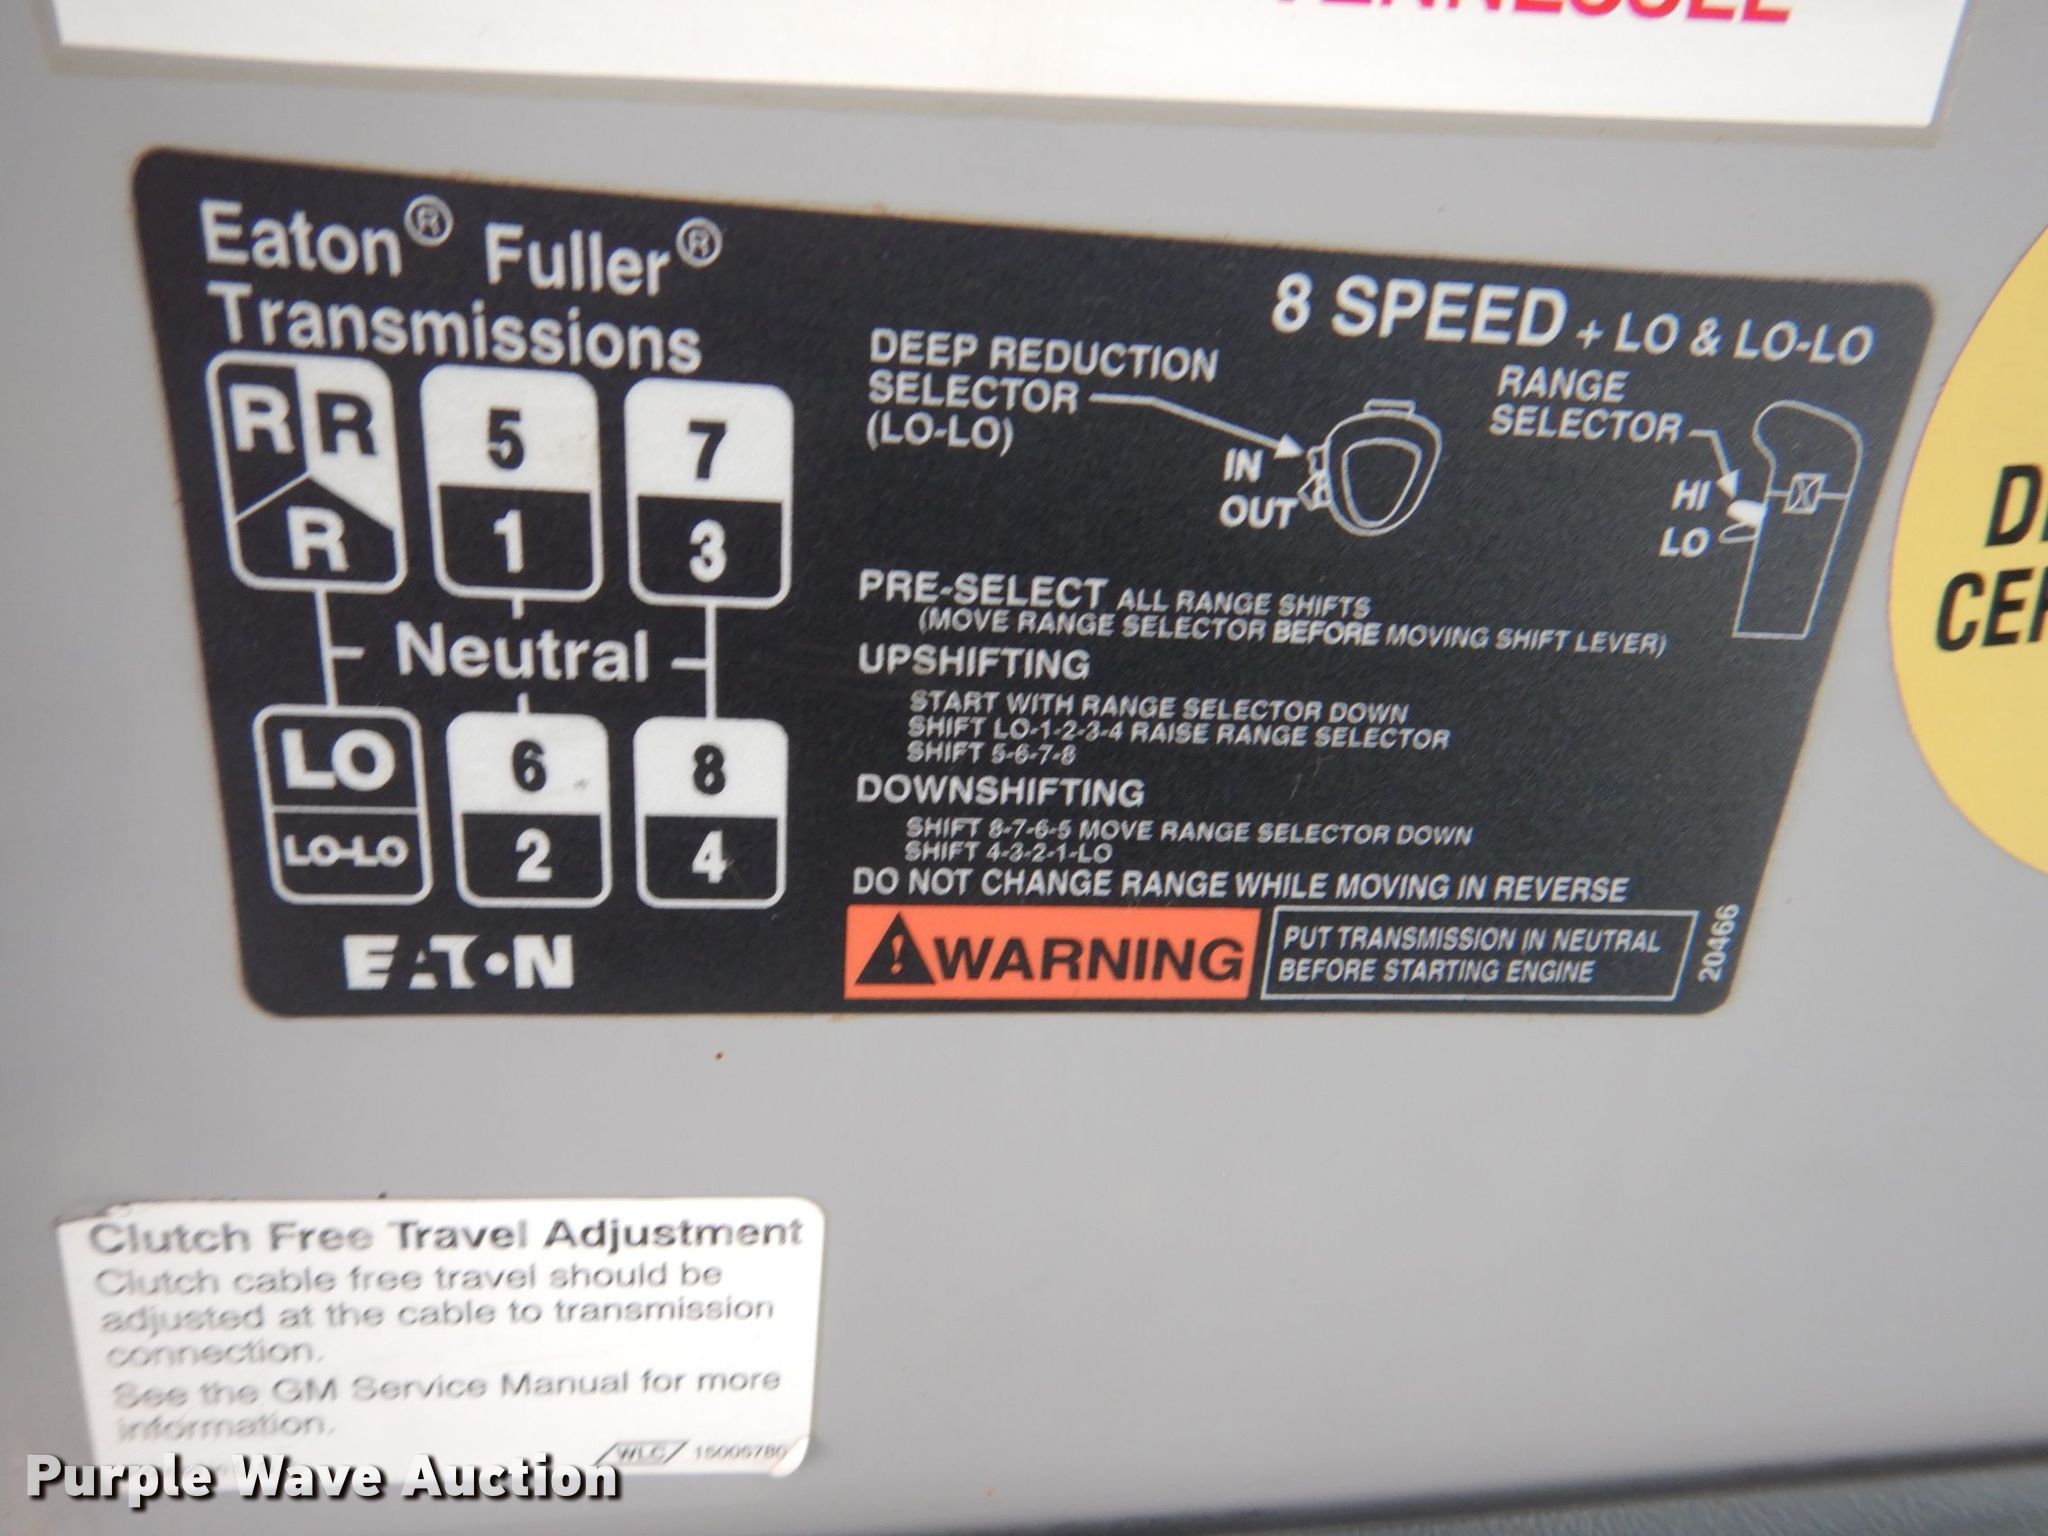 Eaton® Fuller®
Transmissions
R R
R
5
1
7
3
Neutral
LO
LO-LO
6
2
8
4
EATON
8 SPEED + LO & LO-LO
DEEP REDUCTION
SELECTOR
(LO-LO)
IN
OUT
RANGE
SELECTOR
HI
LO
PRE-SELECT ALL RANGE SHIFTS
(MOVE RANGE SELECTOR BEFORE MOVING SHIFT LEVER)
UPSHIFTING
START WITH RANGE SELECTOR DOWN
SHIFT LO-1-2-3-4 RAISE RANGE SELECTOR
SHIFT 5-6-7-8
DOWNSHIFTING
SHIFT 8-7-6-5 MOVE RANGE SELECTOR DOWN
SHIFT 4-3-2-1-LO
DO NOT CHANGE RANGE WHILE MOVING IN REVERSE
WARNING
PUT TRANSMISSION IN NEUTRAL
BEFORE STARTING ENGINE
20466
Clutch Free Travel Adjustment
Clutch cable free travel should be
adjusted at the cable to transmission
connection.
See the GM Service Manual for more
information.
WLC 15005780
Purple Wave Auction